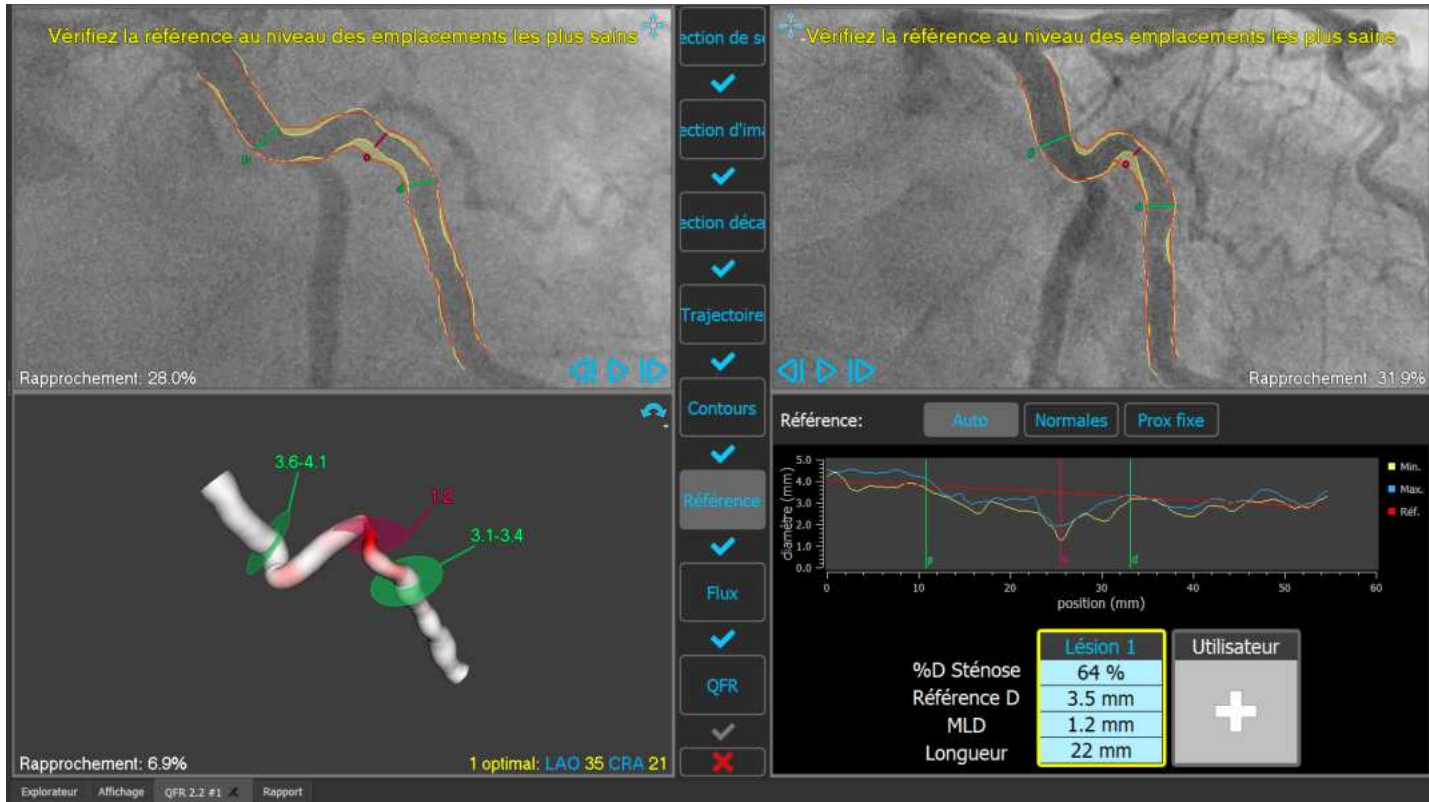 Vérifiez la référence au niveau des emplacements les plus sains
p
o
d
Rapprochement: 28.0%
ection de sé
ection d'ima
ection déca
Trajectoire
Contours
Référence
Flux
QFR
Vérifiez la référence au niveau des emplacements les plus sains
p
o
d
Rapprochement: 31.9%
3.6-4.1
1.2
3.1-3.4
Rapprochement: 6.9%
1 optimal: LAO 35 CRA 21
Référence:
Auto
Normales
Prox fixe
diamètre (mm)
5.0
4.0
3.0
2.0
1.0
0.0
p
o
d
0 10 20 30 40 50 60
position (mm)
Min.
Max.
Réf.
Lésion 1
Utilisateur
%D Sténose 64 %
Référence D 3.5 mm
MLD 1.2 mm
Longueur 22 mm
Explorateur Affichage QFR 2.2 #1 Rapport